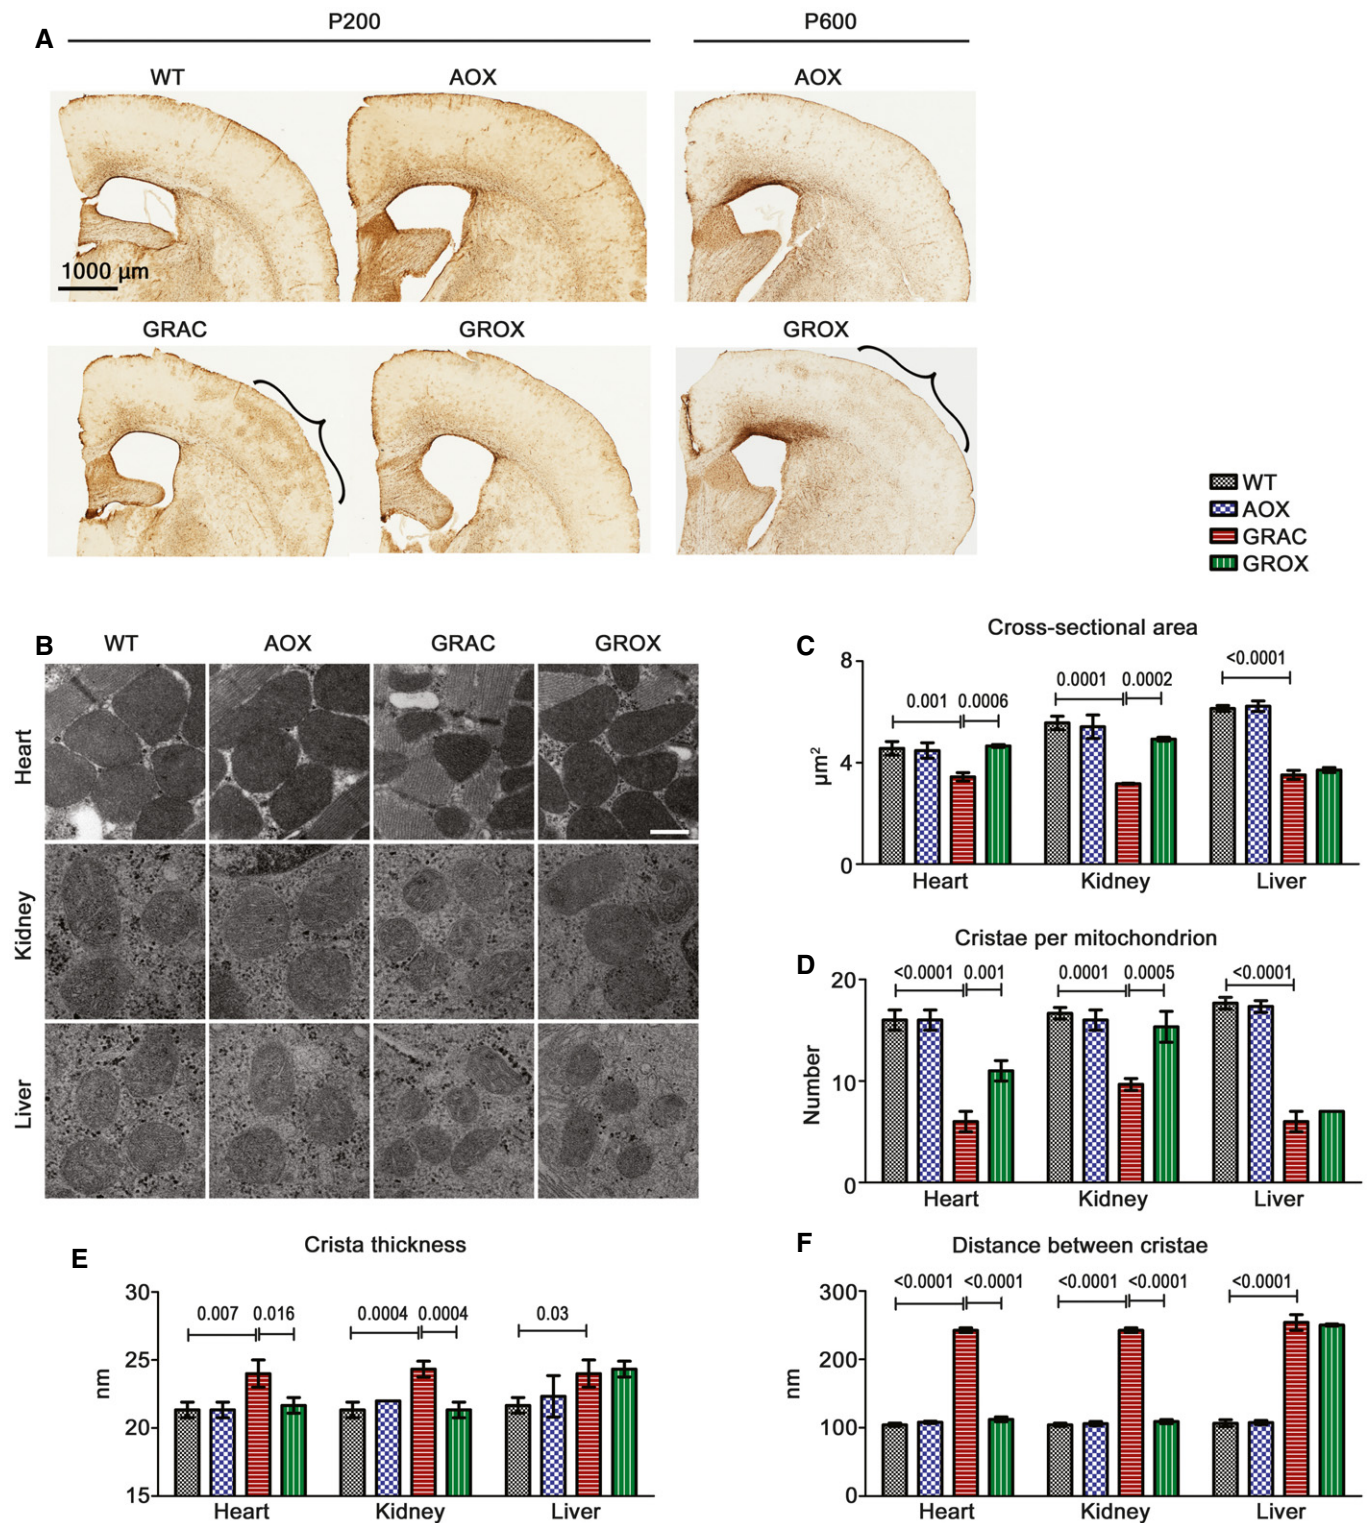 A
P200
P600
WT
AOX
AOX
1000 µm
GRAC
GROX
GROX
WT
AOX
GRAC
GROX
B
WT
AOX
GRAC
GROX
Heart
Kidney
Liver
C
Cross-sectional area
8
4
0
µm²
0.001
0.0006
0.0001
0.0002
<0.0001
Heart
Kidney
Liver
D
Cristae per mitochondrion
20
10
0
Number
<0.0001
0.001
0.0001
0.0005
<0.0001
Heart
Kidney
Liver
E
Crista thickness
30
25
20
15
nm
0.007
0.016
0.0004
0.0004
0.03
Heart
Kidney
Liver
F
Distance between cristae
300
200
100
0
nm
<0.0001
<0.0001
<0.0001
<0.0001
<0.0001
Heart
Kidney
Liver